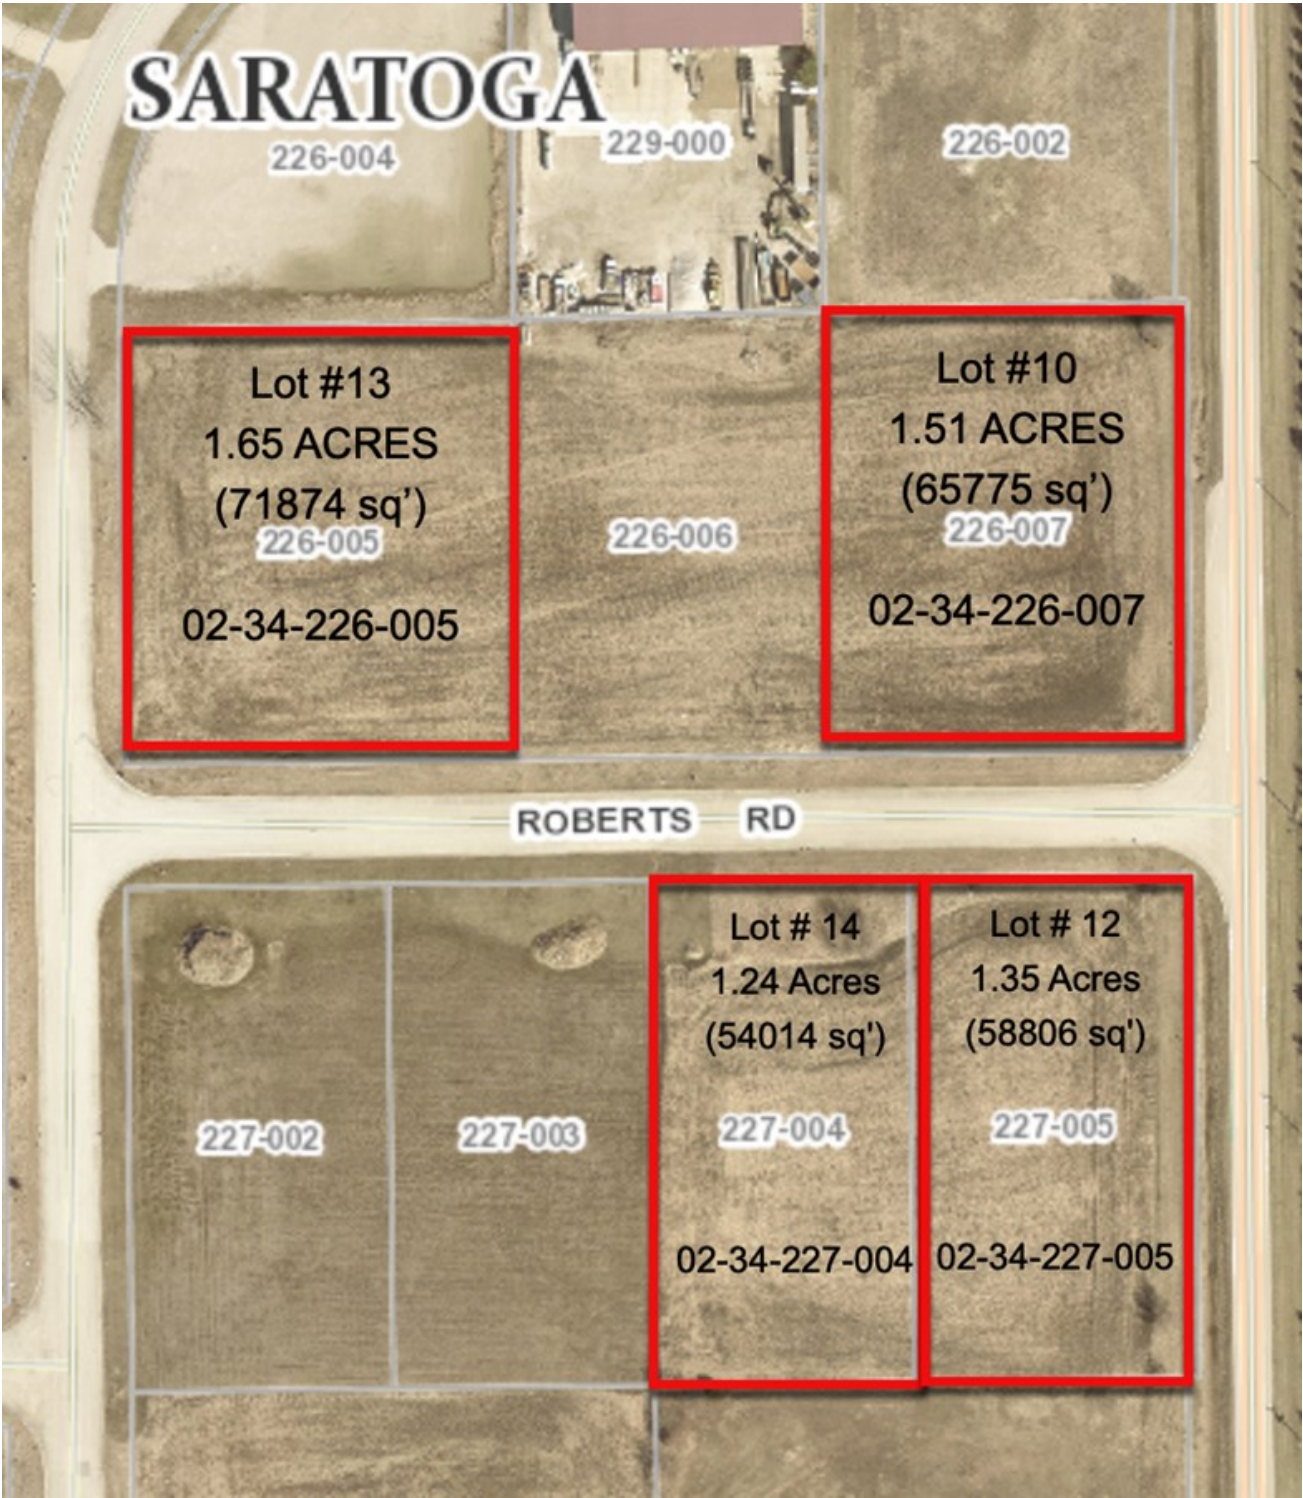 SARATOGA
226-004
229-000
226-002
Lot #13
1.65 ACRES
(71874 sq’)
226-005
02-34-226-005
226-006
Lot #10
1.51 ACRES
(65775 sq’)
226-007
02-34-226-007
ROBERTS RD
227-002
227-003
Lot # 14
1.24 Acres
(54014 sq')
227-004
02-34-227-004
Lot # 12
1.35 Acres
(58806 sq')
227-005
02-34-227-005